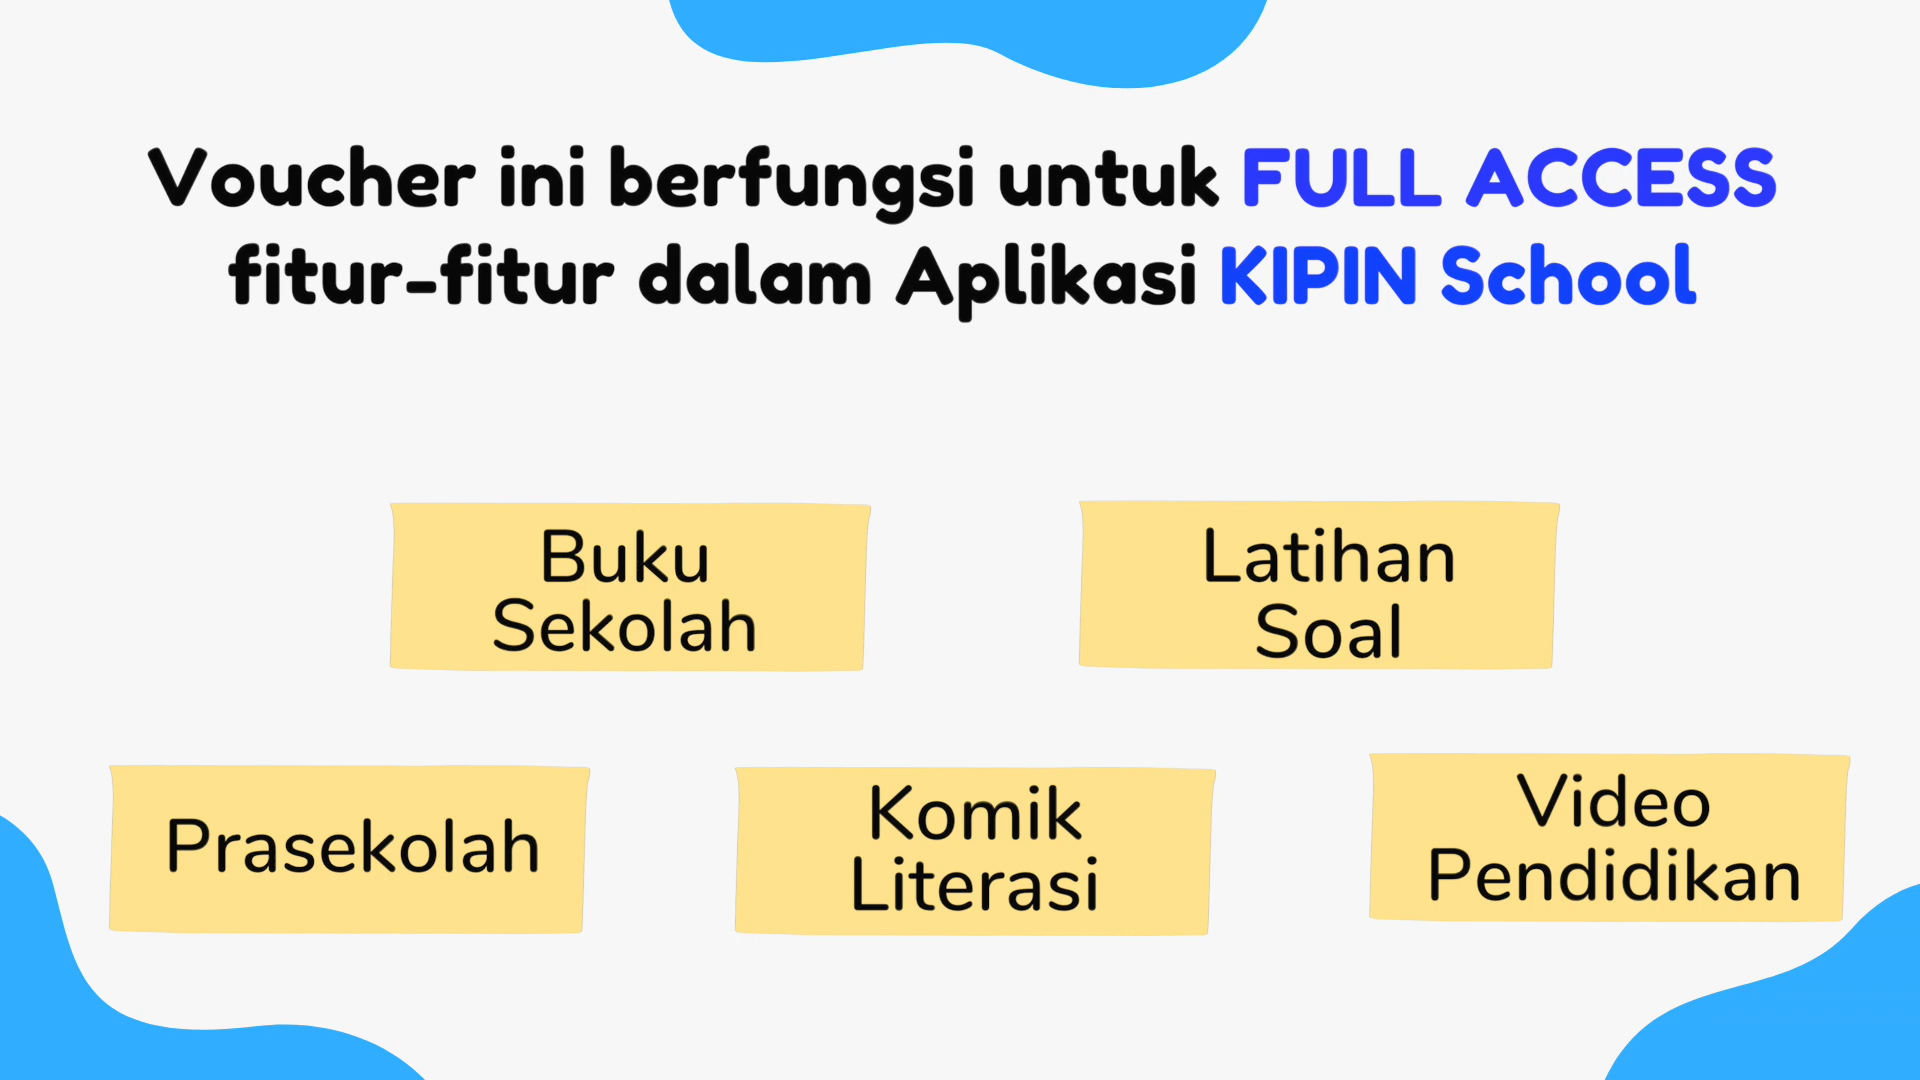 Voucher ini berfungsi untuk FULL ACCESS
fitur-fitur dalam Aplikasi KIPIN School
Buku
Sekolah
Latihan
Soal
Prasekolah
Komik
Literasi
Video
Pendidikan